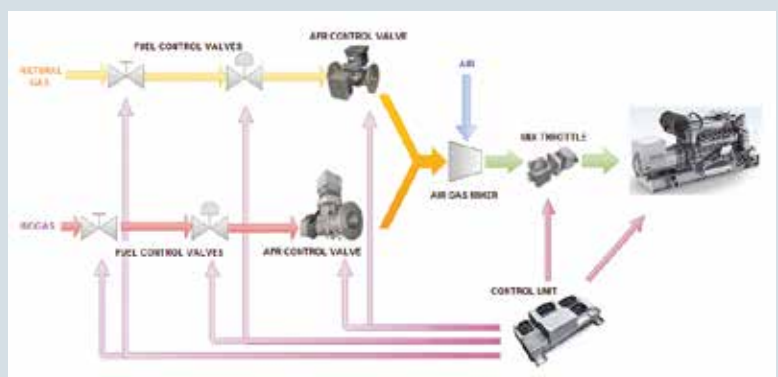 AFR CONTROL VALVE
FUEL CONTROL VALVES
NATURAL
GAS
AIR
MIX THROTTLE
AIR GAS MIXER
BIOGAS
FUEL CONTROL VALVES
AFR CONTROL VALVE
CONTROL UNIT